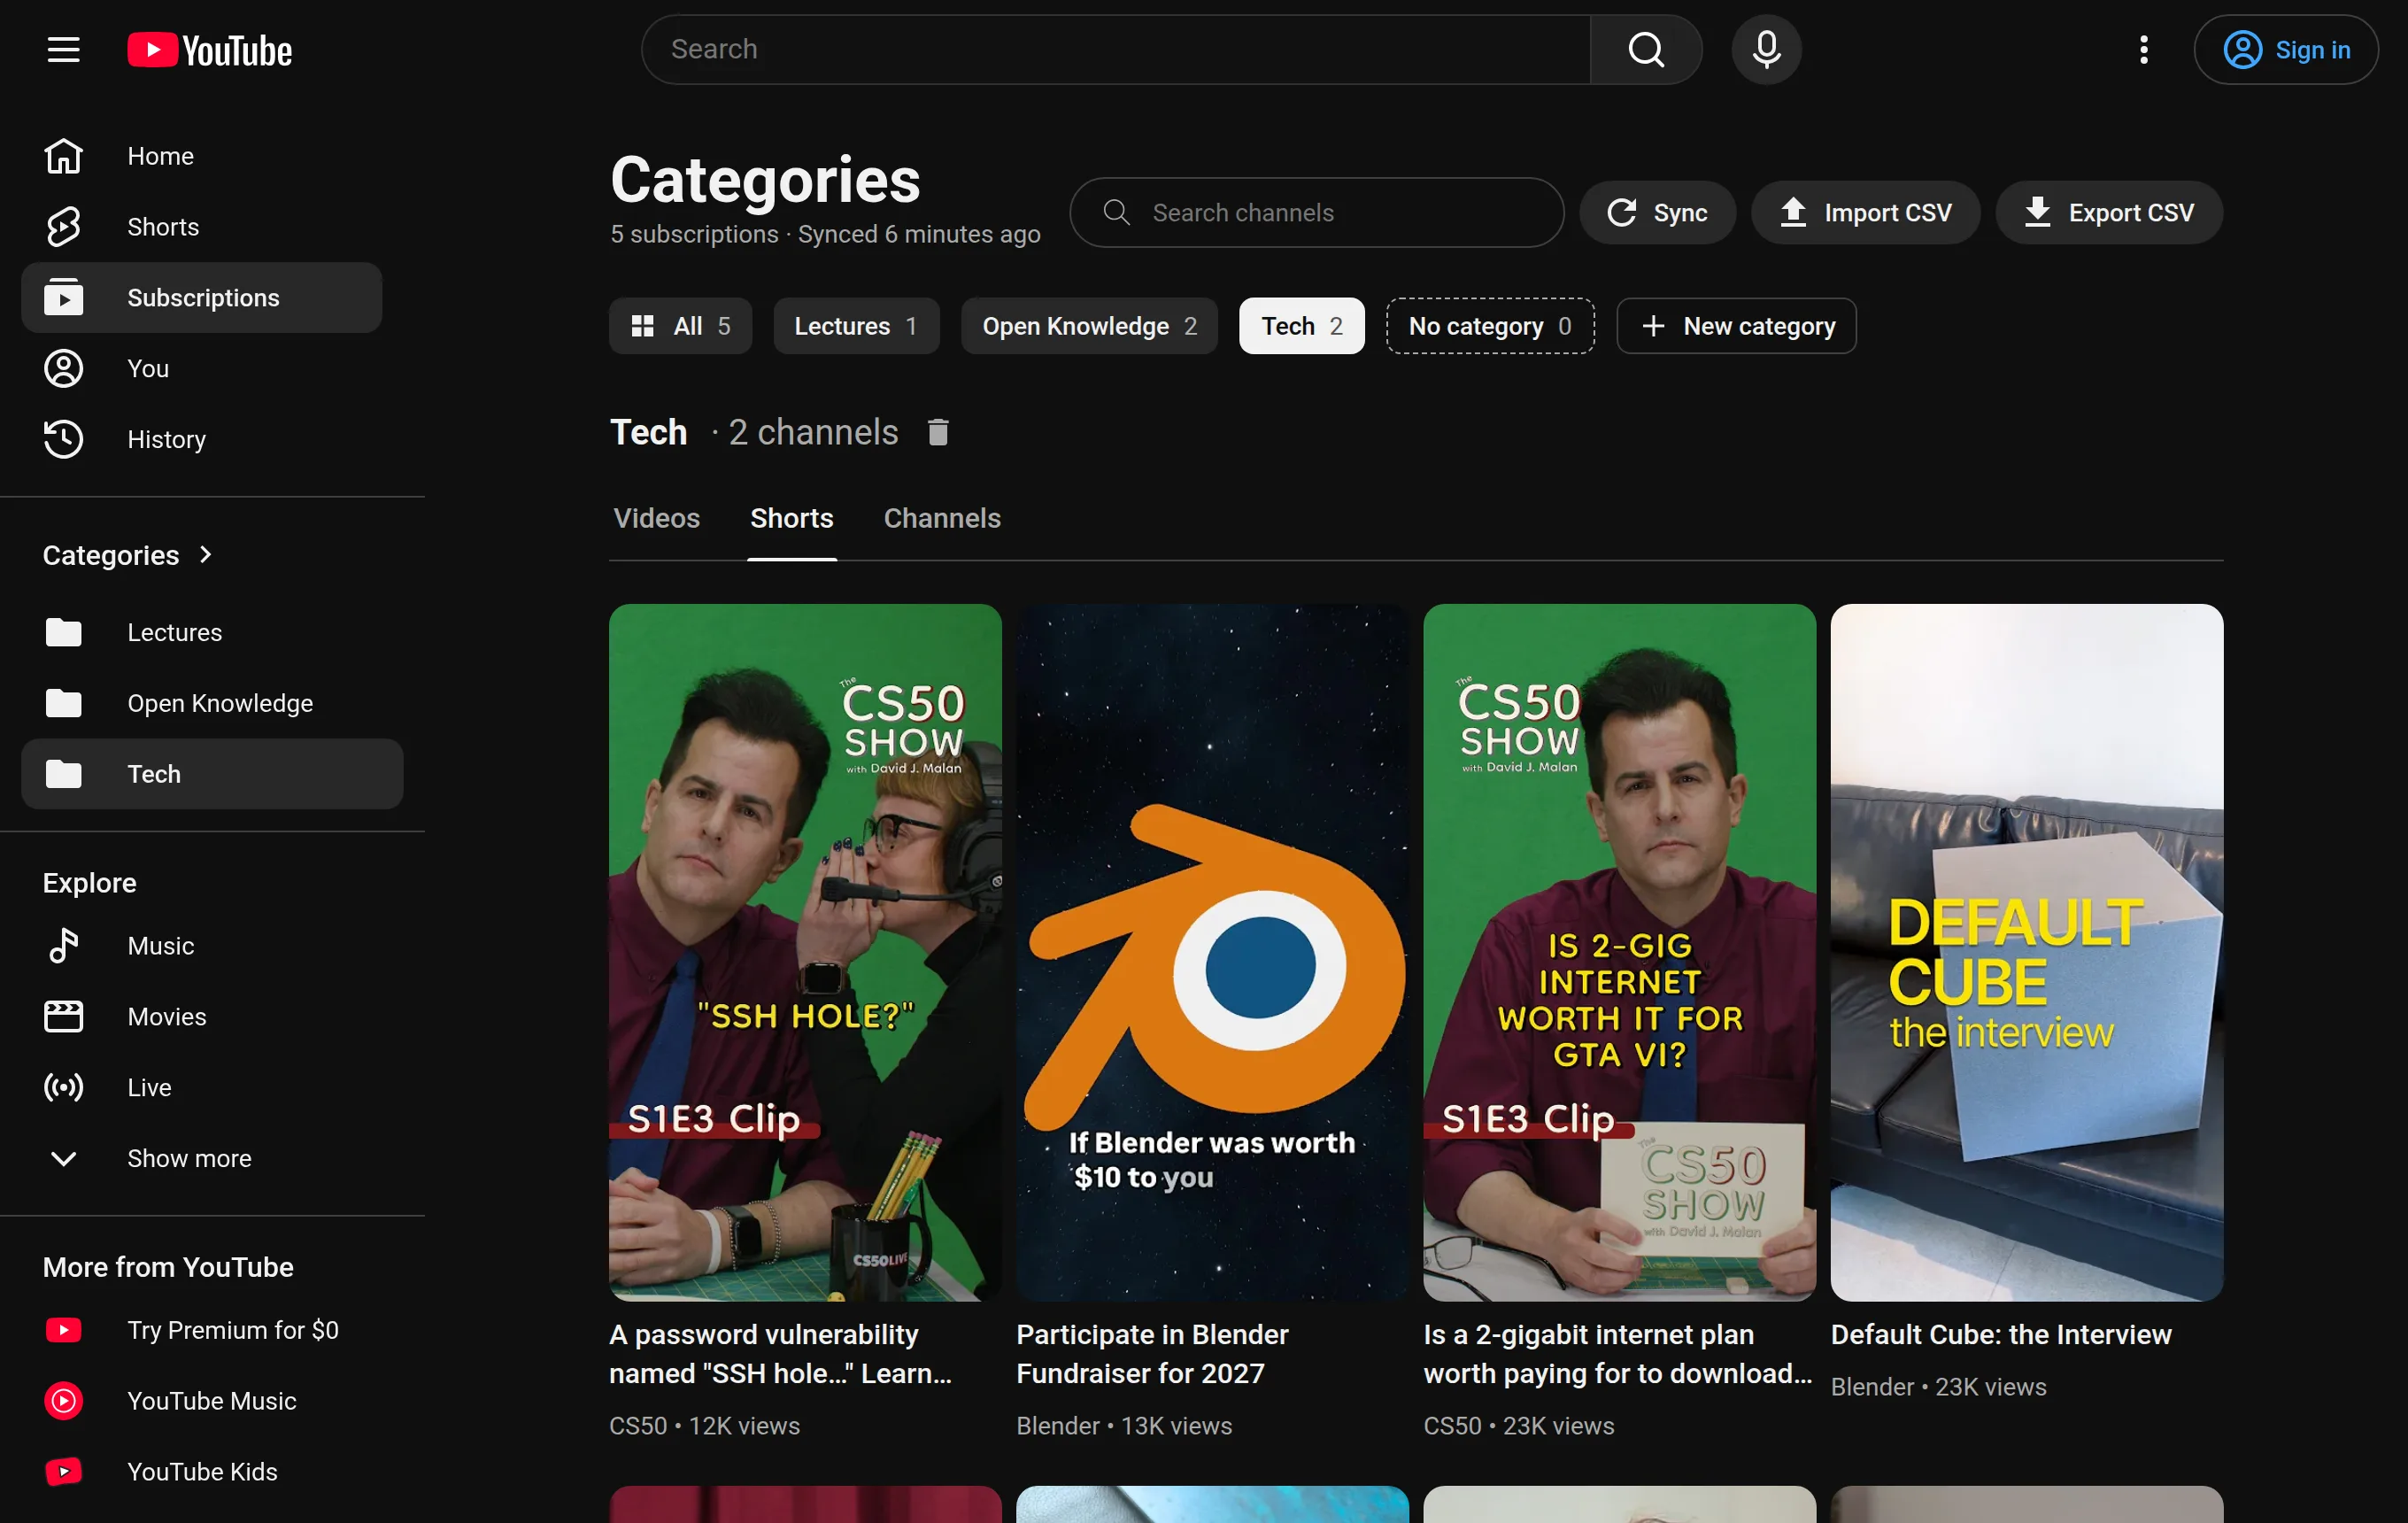 YouTube
Search
Sign in
Home
Shorts
Subscriptions
You
History
Categories
Lectures
Open Knowledge
Tech
Explore
Music
Movies
Live
Show more
More from YouTube
Try Premium for $0
YouTube Music
YouTube Kids
Categories
5 subscriptions · Synced 6 minutes ago
Search channels
Sync
Import CSV
Export CSV
All 5
Lectures 1
Open Knowledge 2
Tech 2
No category 0
New category
Tech · 2 channels
Videos
Shorts
Channels
The
CS50
SHOW
with David J. Malan
"SSH HOLE?"
S1E3 Clip
CS50LIVE
A password vulnerability
named "SSH hole..." Learn...
CS50 • 12K views
If Blender was worth
$10 to you
Participate in Blender
Fundraiser for 2027
Blender • 13K views
The
CS50
SHOW
with David J. Malan
IS 2-GIG
INTERNET
WORTH IT FOR
GTA VI?
S1E3 Clip
The
CS50
SHOW
with David J. Malan
Is a 2-gigabit internet plan
worth paying for to download...
CS50 • 23K views
DEFAULT
CUBE
the interview
Default Cube: the Interview
Blender • 23K views